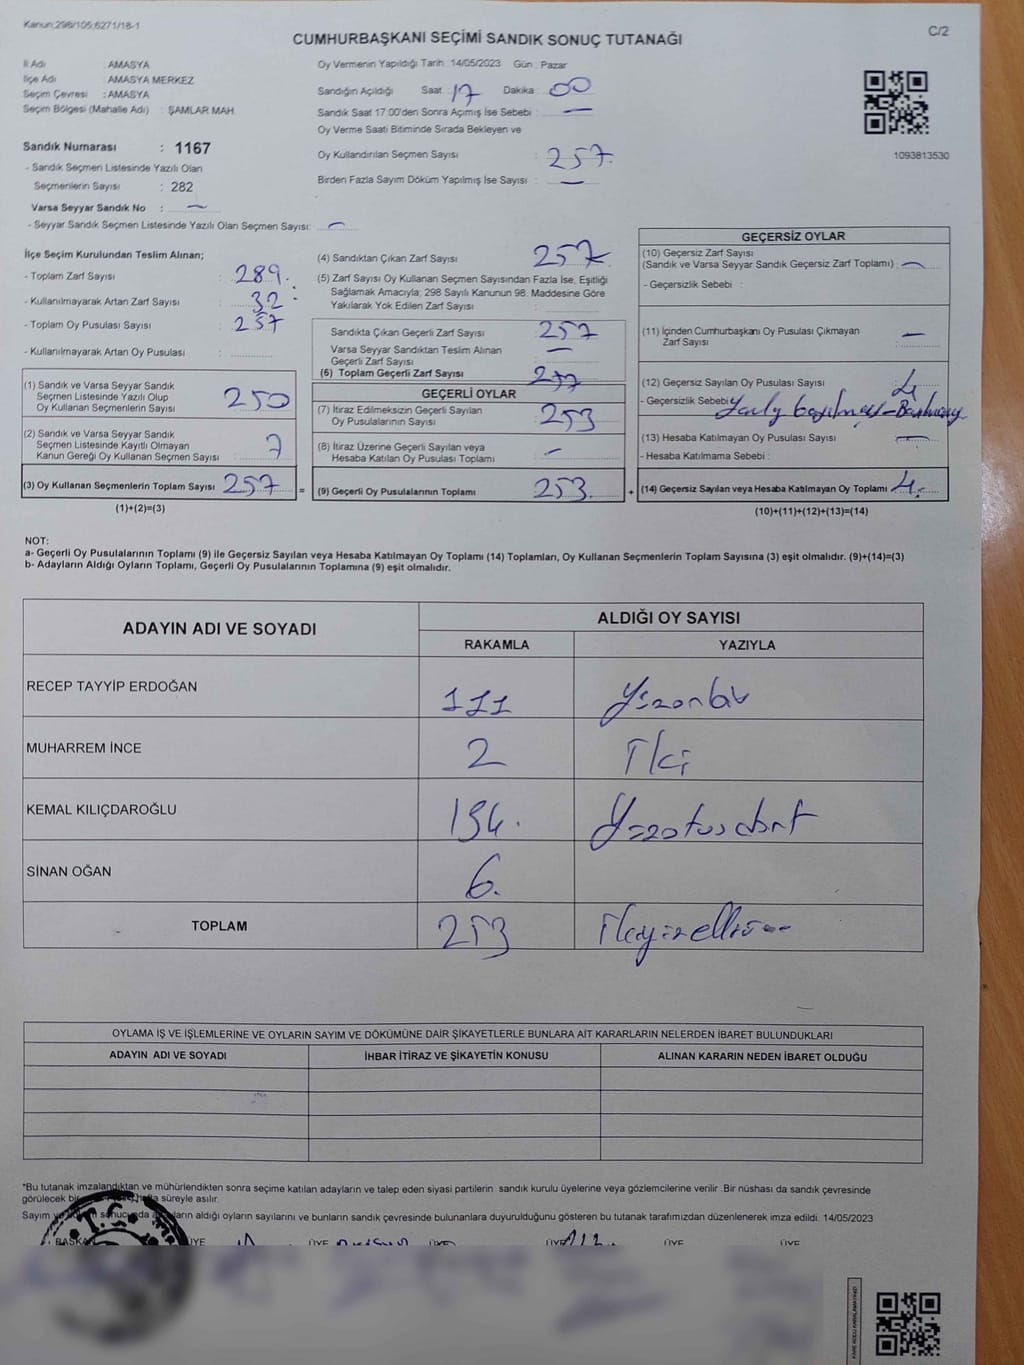 Kanun:298/105,6271/18-1
C/2
CUMHURBAŞKANI SEÇİMİ SANDIK SONUÇ TUTANAĞI
İl Adı : AMASYA
İlçe Adı : AMASYA MERKEZ
Seçim Çevresi : AMASYA
Seçim Bölgesi (Mahalle Adı) : ŞAMLAR MAH.
Sandık Numarası : 1167
- Sandık Seçmen Listesinde Yazılı Olan
Seçmenlerin Sayısı : 282
Varsa Seyyar Sandık No : —
- Seyyar Sandık Seçmen Listesinde Yazılı Olan Seçmen Sayısı: —
Oy Vermenin Yapıldığı Tarih :14/05/2023 Gün : Pazar
Sandığın Açıldığı Saat : 17 Dakika : 00
Sandık Saat 17:00'den Sonra Açımış İse Sebebi : —
Oy Verme Saati Bitiminde Sırada Bekleyen ve
Oy Kullandırılan Seçmen Sayısı : 257.
Birden Fazla Sayım Döküm Yapılmış İse Sayısı : —
1093813530
İlçe Seçim Kurulundan Teslim Alınan;
- Toplam Zarf Sayısı : 289.
- Kullanılmayarak Artan Zarf Sayısı : 32
- Toplam Oy Pusulası Sayısı : 257
- Kullanılmayarak Artan Oy Pusulası :
(1) Sandık ve Varsa Seyyar Sandık
Seçmen Listesinde Yazılı Olup
Oy Kullanan Seçmenlerin Sayısı 250
(2) Sandık ve Varsa Seyyar Sandık
Seçmen Listesinde Kayıtlı Olmayan
Kanun Gereği Oy Kullanan Seçmen Sayısı 7
(3) Oy Kullanan Seçmenlerin Toplam Sayısı 257 =
(1)+(2)=(3)
(4) Sandıktan Çıkan Zarf Sayısı : 257
(5) Zarf Sayısı Oy Kullanan Seçmen Sayısından Fazla İse, Eşitliği
Sağlamak Amacıyla; 298 Sayılı Kanunun 98. Maddesine Göre
Yakılarak Yok Edilen Zarf Sayısı :
Sandıkta Çıkan Geçerli Zarf Sayısı : 257
Varsa Seyyar Sandıktan Teslim Alınan
Geçerli Zarf Sayısı —
(6) Toplam Geçerli Zarf Sayısı : 257
GEÇERLİ OYLAR
(7) İtiraz Edilmeksizin Geçerli Sayılan
Oy Pusulalarının Sayısı : 253
(8) İtiraz Üzerine Geçerli Sayılan veya
Hesaba Katılan Oy Pusulası Toplamı : —
(9) Geçerli Oy Pusulalarının Toplamı 253. +
GEÇERSİZ OYLAR
(10) Geçersiz Zarf Sayısı
(Sandık ve Varsa Seyyar Sandık Geçersiz Zarf Toplamı) : —
- Geçersizlik Sebebi :
(11) İçinden Cumhurbaşkanı Oy Pusulası Çıkmayan
Zarf Sayısı : —
(12) Geçersiz Sayılan Oy Pusulası Sayısı : 4
- Geçersizlik Sebebi
(13) Hesaba Katılmayan Oy Pusulası Sayısı : —
- Hesaba Katılmama Sebebi :
(14) Geçersiz Sayılan veya Hesaba Katılmayan Oy Toplamı : 4.
(10)+(11)+(12)+(13)=(14)
NOT:
a- Geçerli Oy Pusulalarının Toplamı (9) ile Geçersiz Sayılan veya Hesaba Katılmayan Oy Toplamı (14) Toplamları, Oy Kullanan Seçmenlerin Toplam Sayısına (3) eşit olmalıdır. (9)+(14)=(3)
b- Adayların Aldığı Oyların Toplamı, Geçerli Oy Pusulalarının Toplamına (9) eşit olmalıdır.
ADAYIN ADI VE SOYADI ALDIĞI OY SAYISI
RAKAMLA YAZIYLA
RECEP TAYYİP ERDOĞAN 111 Yüzonbir
MUHARREM İNCE 2 İki
KEMAL KILIÇDAROĞLU 134. Yüzotuzdört
SİNAN OĞAN 6.
TOPLAM 253 İkiyüzelliüç
OYLAMA İŞ VE İŞLEMLERİNE VE OYLARIN SAYIM VE DÖKÜMÜNE DAİR ŞİKAYETLERLE BUNLARA AİT KARARLARIN NELERDEN İBARET BULUNDUKLARI
ADAYIN ADI VE SOYADI İHBAR İTİRAZ VE ŞİKAYETİN KONUSU ALINAN KARARIN NEDEN İBARET OLDUĞU
*Bu tutanak imzalandıktan ve mühürlendikten sonra seçime katılan adayların ve talep eden siyasi partilerin sandık kurulu üyelerine veya gözlemcilerine verilir .Bir nüshası da sandık çevresinde
görülecek bir süreyle asılır.
Sayım ve sonucunda aldığı oyların sayılarını ve bunların sandık çevresinde bulunanlara duyurulduğunu gösteren bu tutanak tarafımızdan düzenlenerek imza edildi. 14/05/2023
T.C.
BAŞKAN ÜYE ÜYE ÜYE ÜYE ÜYE ÜYE